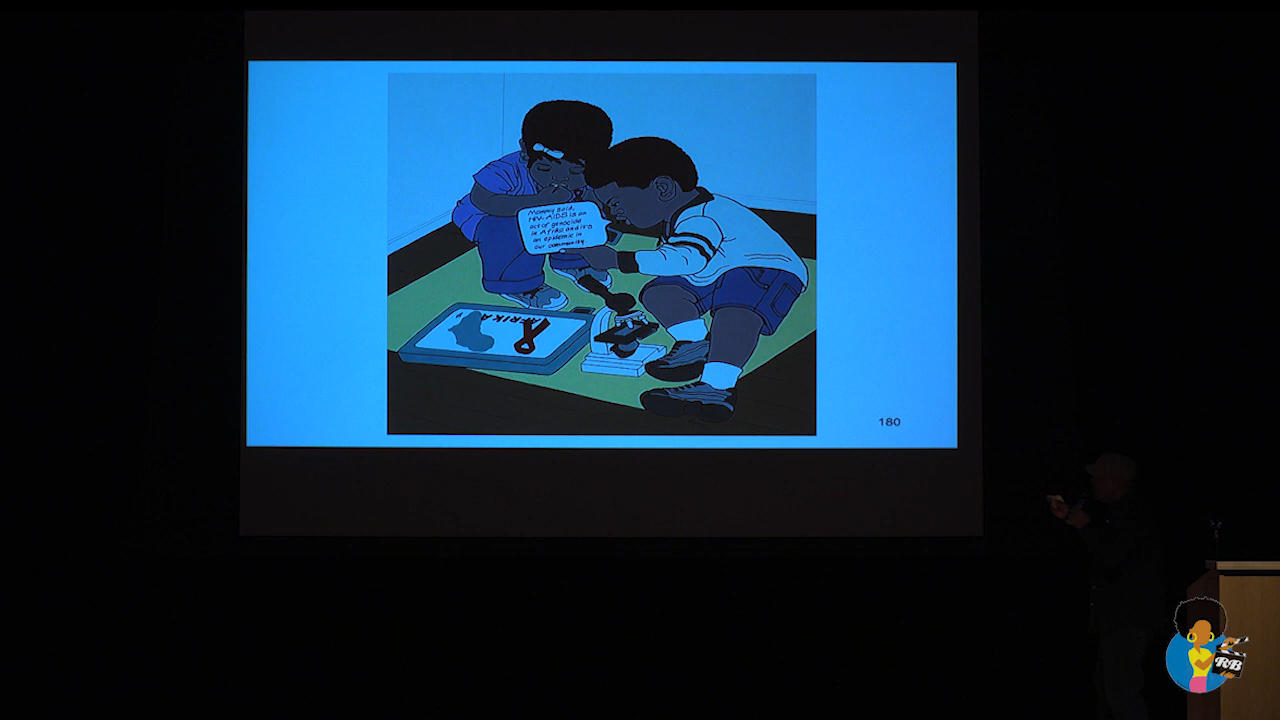 Mommy said,
HIV-AIDS is an
act of genocide
in Afrika and it's
an epidemic in
our community.
AFRIKA
180
RB